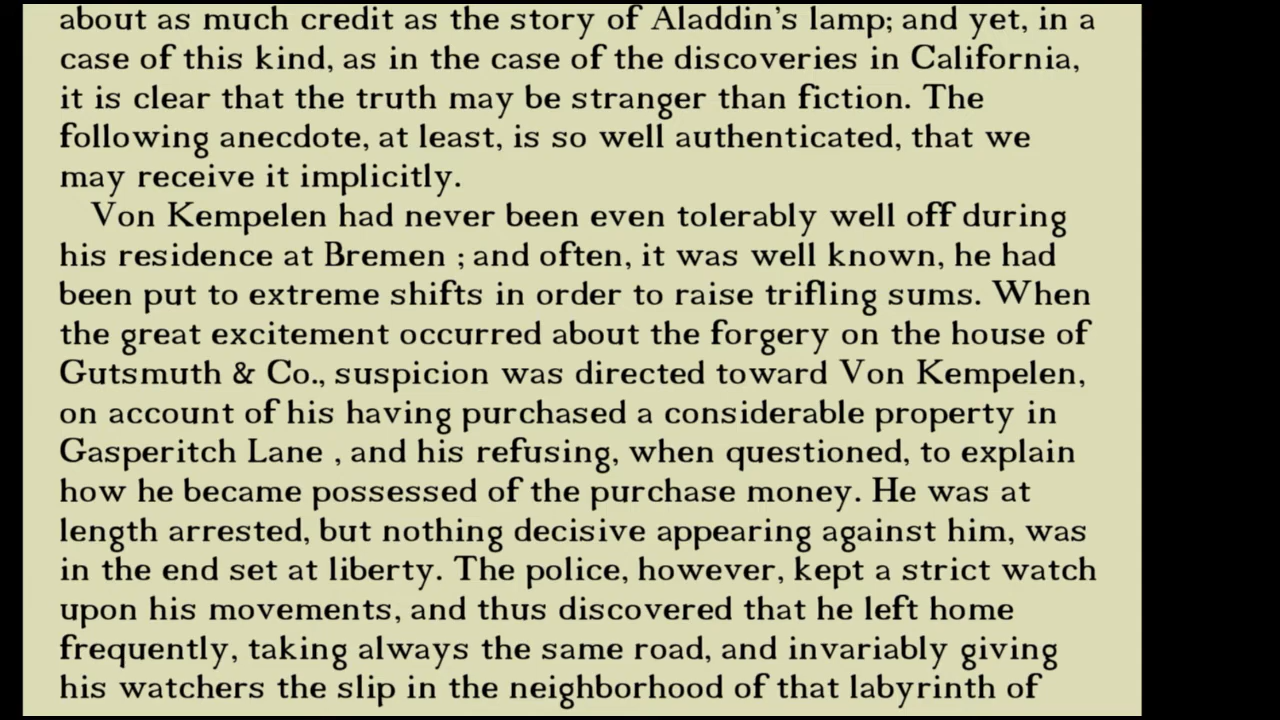 about as much credit as the story of Aladdin’s lamp; and yet, in a
case of this kind, as in the case of the discoveries in California,
it is clear that the truth may be stranger than fiction. The
following anecdote, at least, is so well authenticated, that we
may receive it implicitly.
Von Kempelen had never been even tolerably well off during
his residence at Bremen ; and often, it was well known, he had
been put to extreme shifts in order to raise trifling sums. When
the great excitement occurred about the forgery on the house of
Gutsmuth & Co., suspicion was directed toward Von Kempelen,
on account of his having purchased a considerable property in
Gasperitch Lane , and his refusing, when questioned, to explain
how he became possessed of the purchase money. He was at
length arrested, but nothing decisive appearing against him, was
in the end set at liberty. The police, however, kept a strict watch
upon his movements, and thus discovered that he left home
frequently, taking always the same road, and invariably giving
his watchers the slip in the neighborhood of that labyrinth of